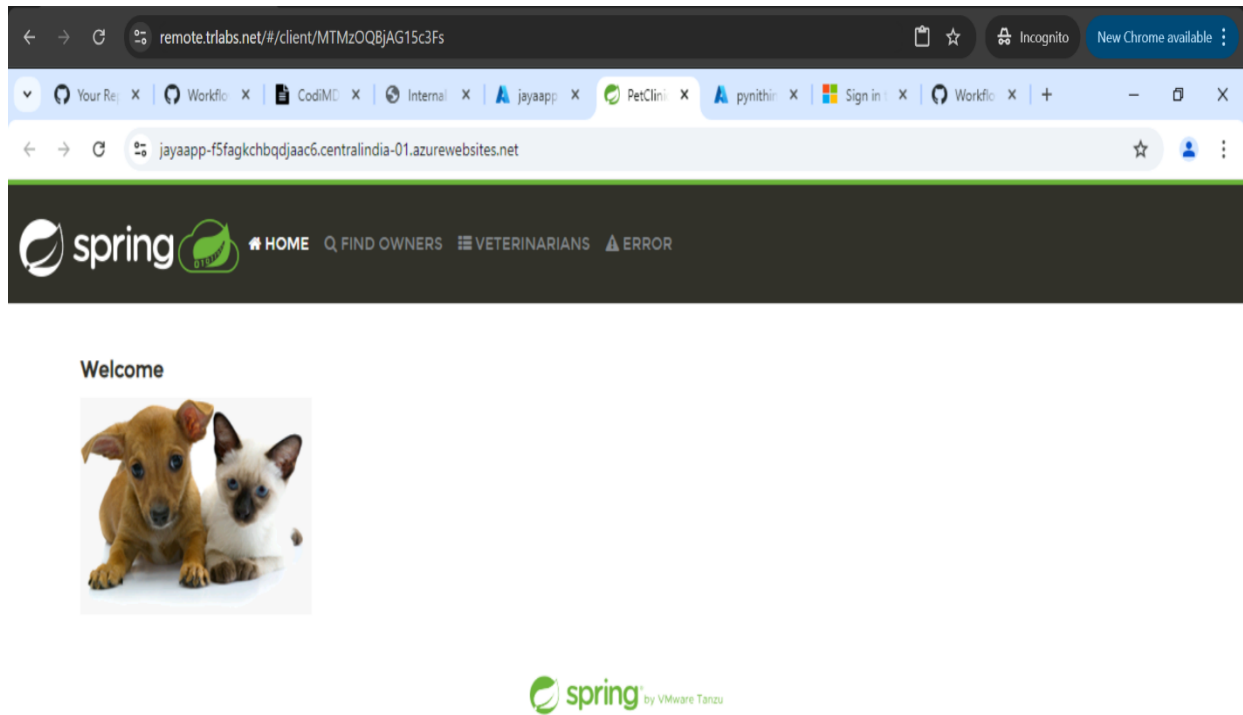 remote.trlabs.net/#/client/MTMzOQBjAG15c3Fs
Incognito
New Chrome available
Your Re
Workflo
CodiMD
Internal
jayaapp
PetClini
pynithin
Sign in t
Workflo
jayaapp-f5fagkchbqdjaac6.centralindia-01.azurewebsites.net
spring
HOME FIND OWNERS VETERINARIANS ERROR
Welcome
spring by VMware Tanzu